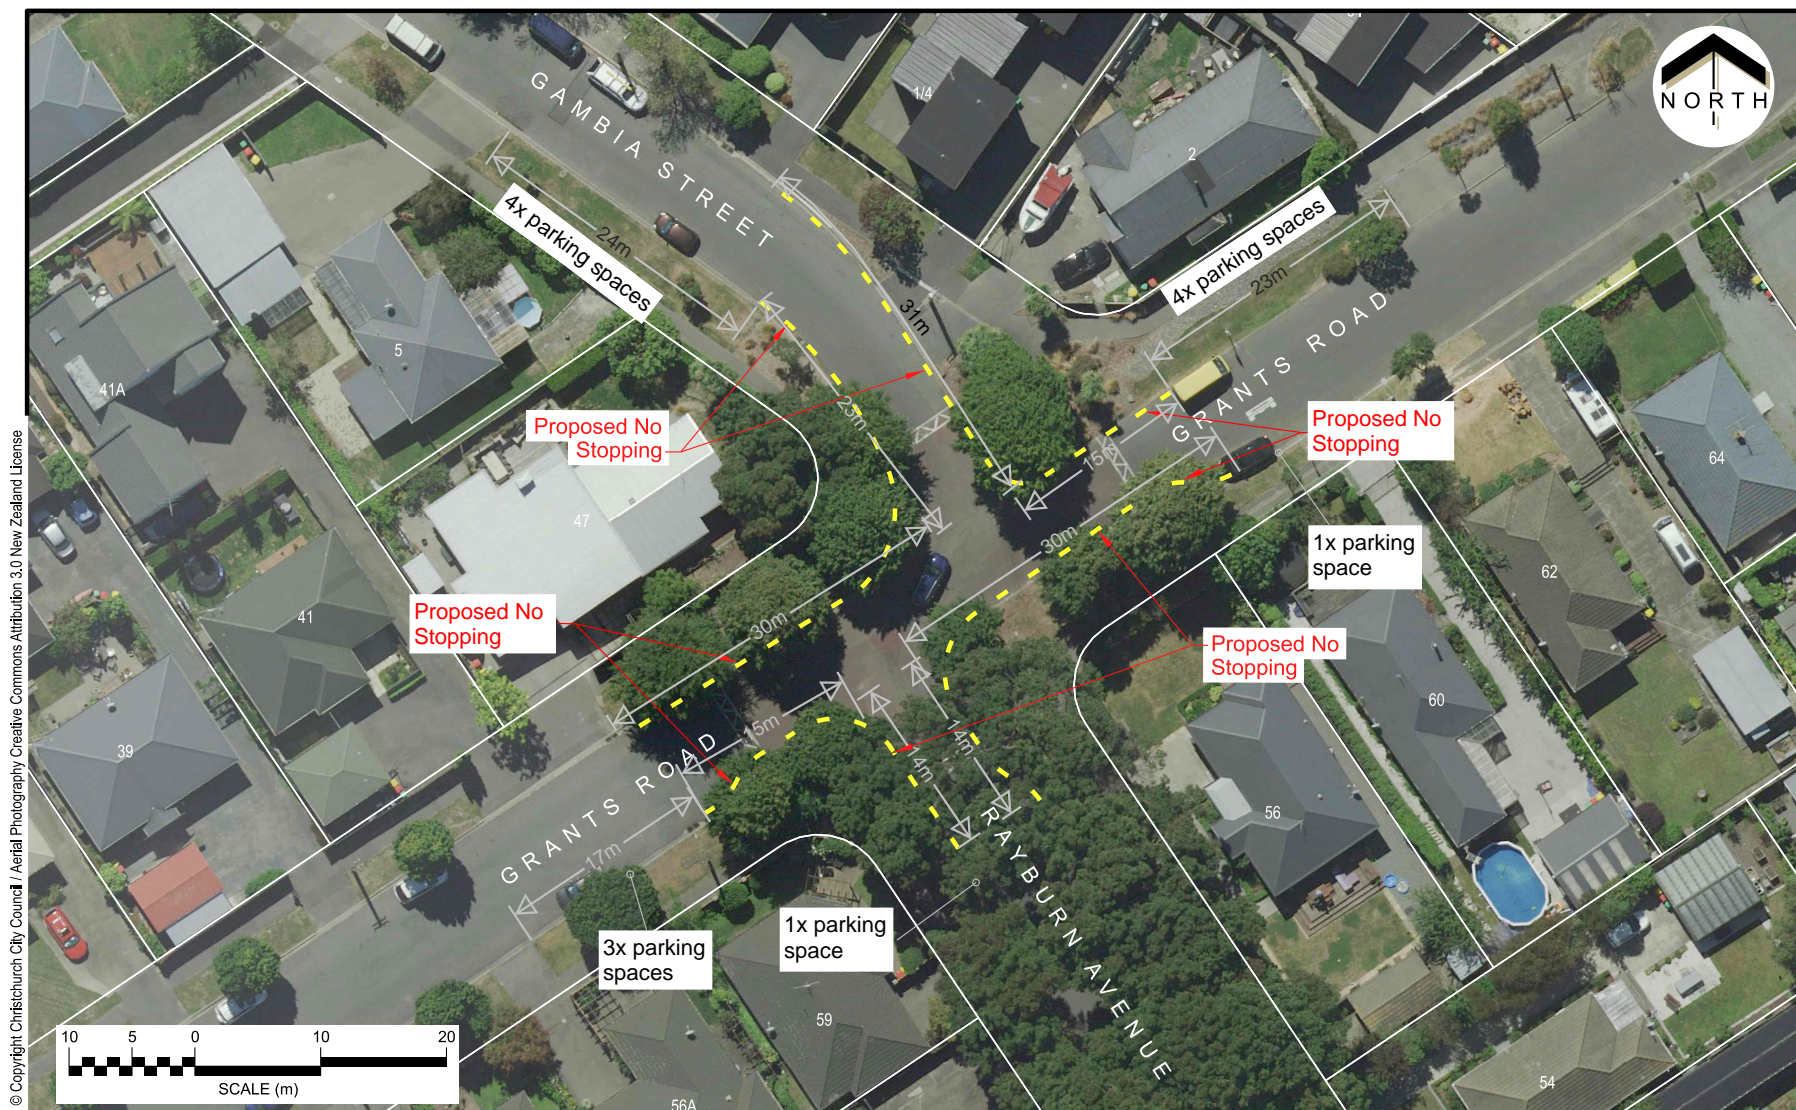 NORTH
GAMBIA STREET
1/4
2
4x parking spaces
24m
4x parking spaces
23m
31m
5
41A
GRANTS ROAD
Proposed No
Stopping
23m
Proposed No
Stopping
15m
64
47
30m
1x parking
space
62
41
Proposed No
Stopping
30m
Proposed No
Stopping
60
39
15m
14m
14m
GRANTS ROAD
17m
56
RAYBURN AVENUE
3x parking
spaces
1x parking
space
59
54
56A
10 5 0 10 20
SCALE (m)
© Copyright Christchurch City Council / Aerial Photography Creative Commons Attribution 3.0 New Zealand License